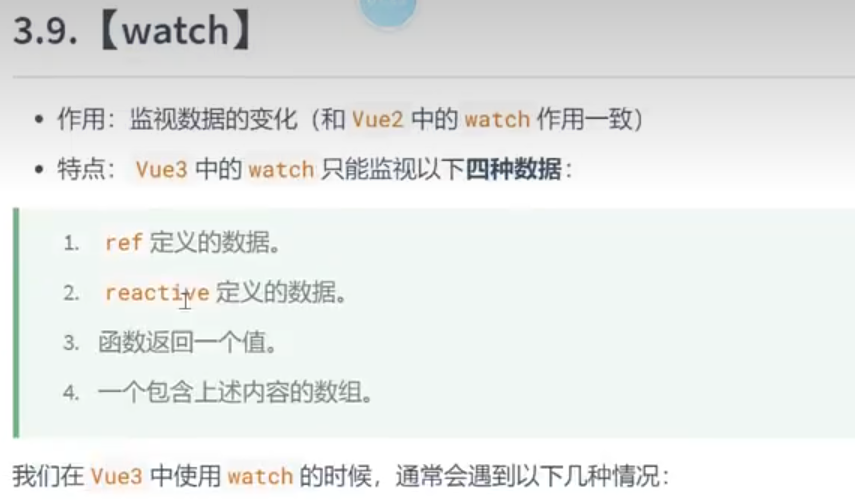 3.9.【watch】
作用：监视数据的变化（和 Vue2 中的 watch 作用一致）
特点：Vue3 中的 watch 只能监视以下四种数据：
1. ref 定义的数据。
2. reactive 定义的数据。
3. 函数返回一个值。
4. 一个包含上述内容的数组。
我们在 Vue3 中使用 watch 的时候，通常会遇到以下几种情况：